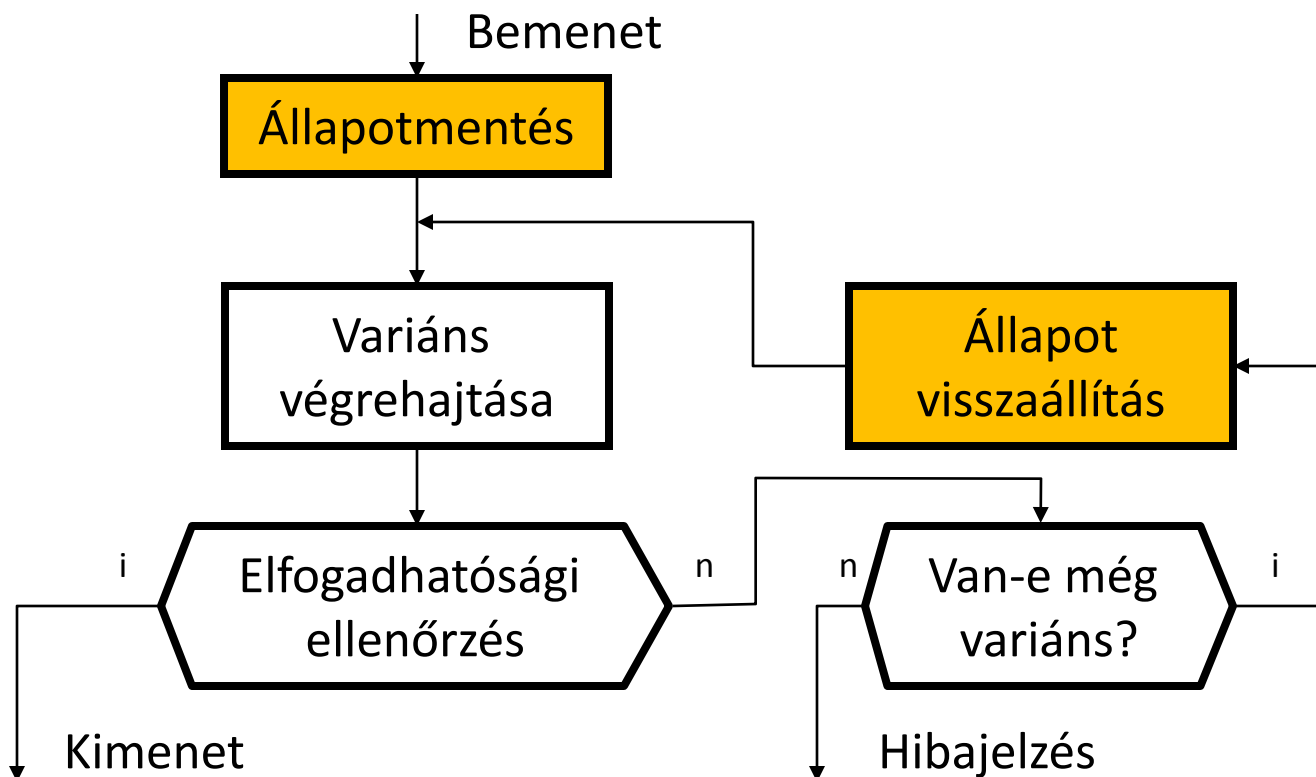 Bemenet
Állapotmentés
Variáns
végrehajtása
Állapot
visszaállítás
i
Elfogadhatósági
ellenőrzés
n
n
Van-e még
variáns?
i
Kimenet
Hibajelzés